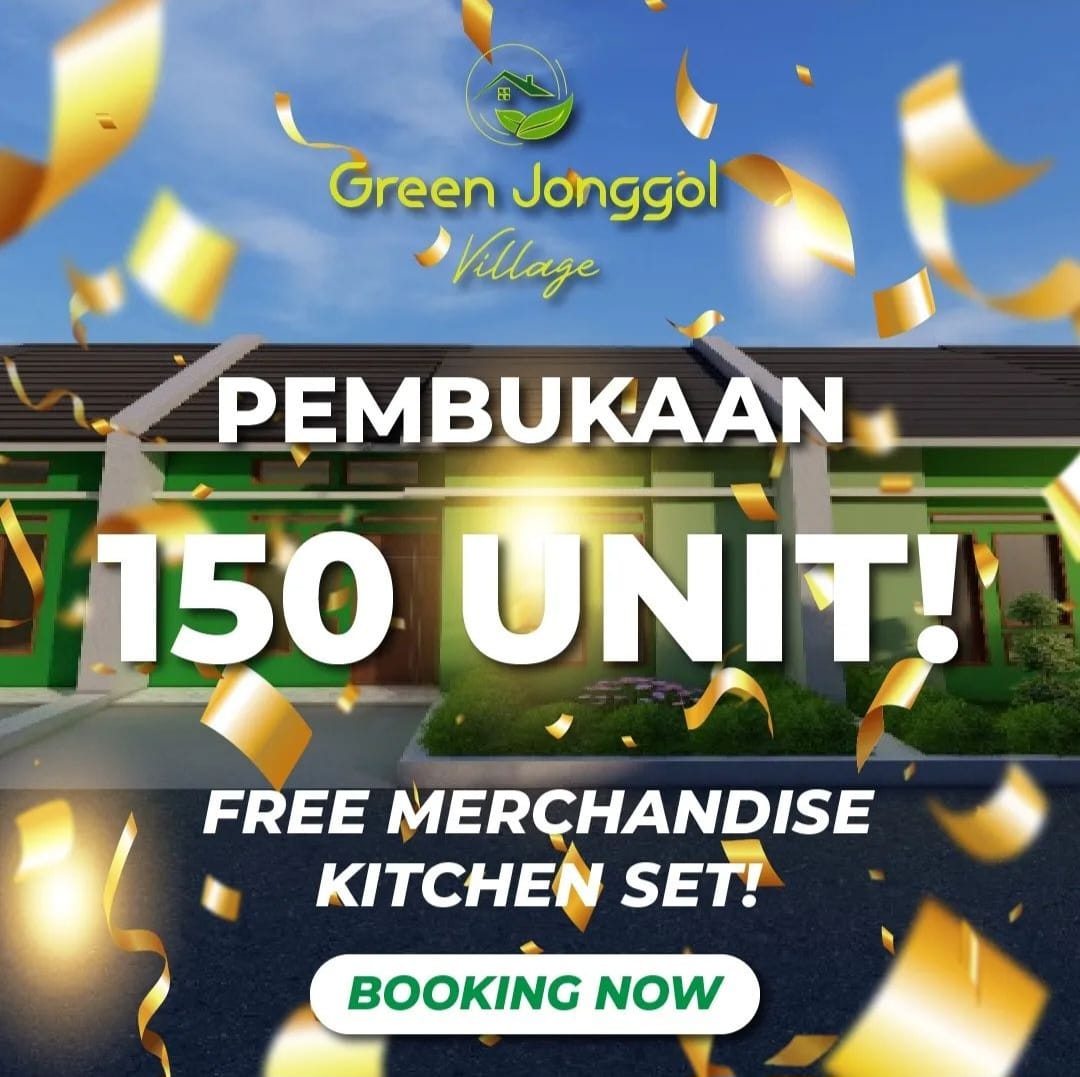 Green Jonggol
Village
PEMBUKAAN
150 UNIT!
FREE MERCHANDISE
KITCHEN SET!
BOOKING NOW